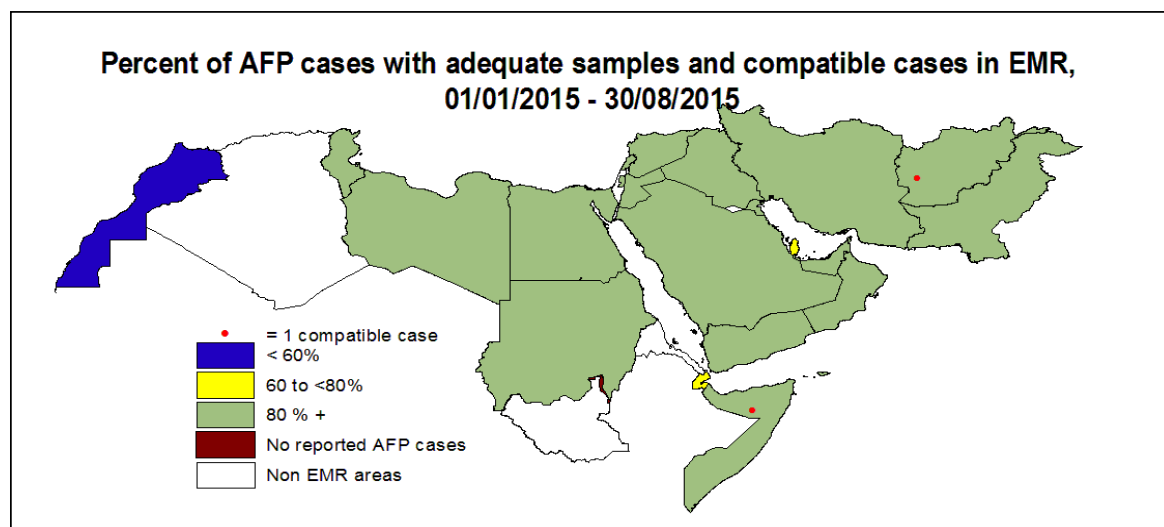 Percent of AFP cases with adequate samples and compatible cases in EMR,
01/01/2015 - 30/08/2015
= 1 compatible case
< 60%
60 to <80%
80 % +
No reported AFP cases
Non EMR areas